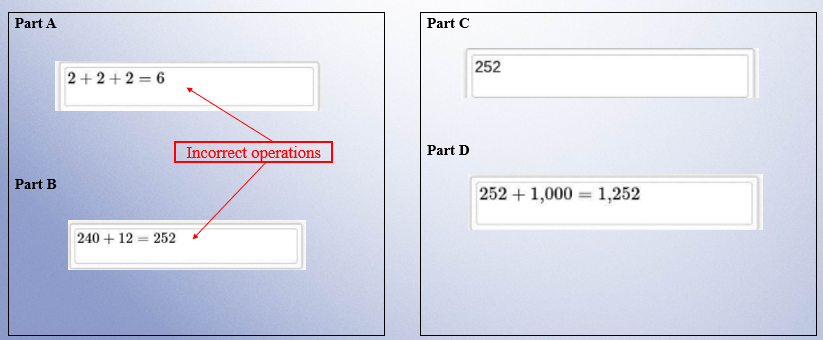 Part A
2 + 2 + 2 = 6
Incorrect operations
Part B
240 + 12 = 252
Part C
252
Part D
252 + 1,000 = 1,252